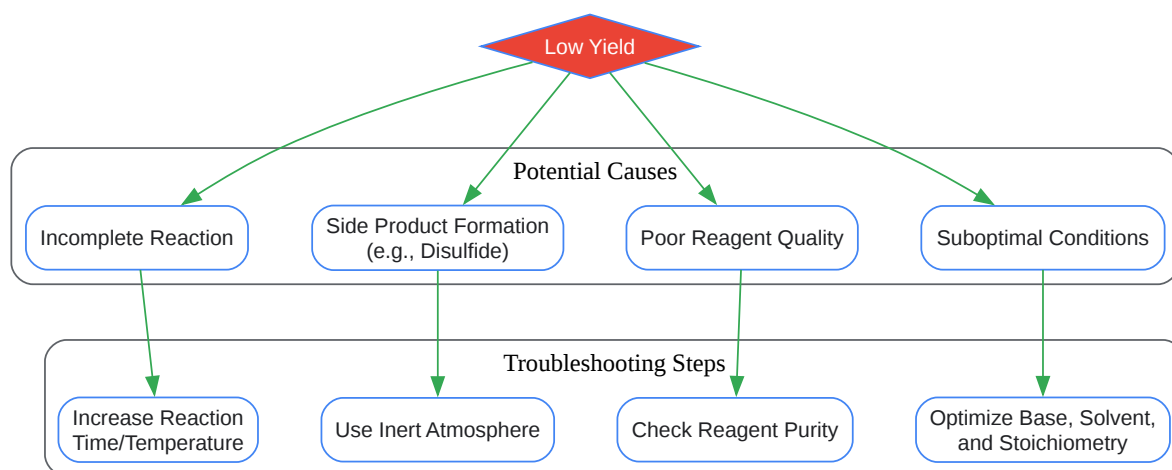 Low Yield
Potential Causes
Incomplete Reaction
Side Product Formation
(e.g., Disulfide)
Poor Reagent Quality
Suboptimal Conditions
Troubleshooting Steps
Increase Reaction
Time/Temperature
Use Inert Atmosphere
Check Reagent Purity
Optimize Base, Solvent,
and Stoichiometry